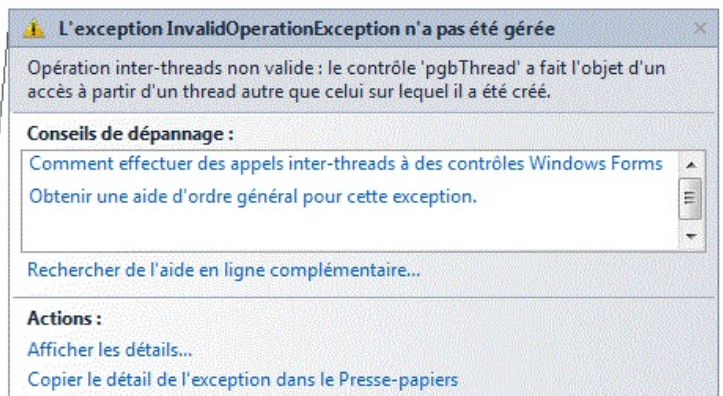 L'exception InvalidOperationException n'a pas été gérée
Opération inter-threads non valide : le contrôle 'pgbThread' a fait l'objet d'un
accès à partir d'un thread autre que celui sur lequel il a été créé.
Conseils de dépannage :
Comment effectuer des appels inter-threads à des contrôles Windows Forms
Obtenir une aide d'ordre général pour cette exception.
Rechercher de l'aide en ligne complémentaire...
Actions :
Afficher les détails...
Copier le détail de l'exception dans le Presse-papiers